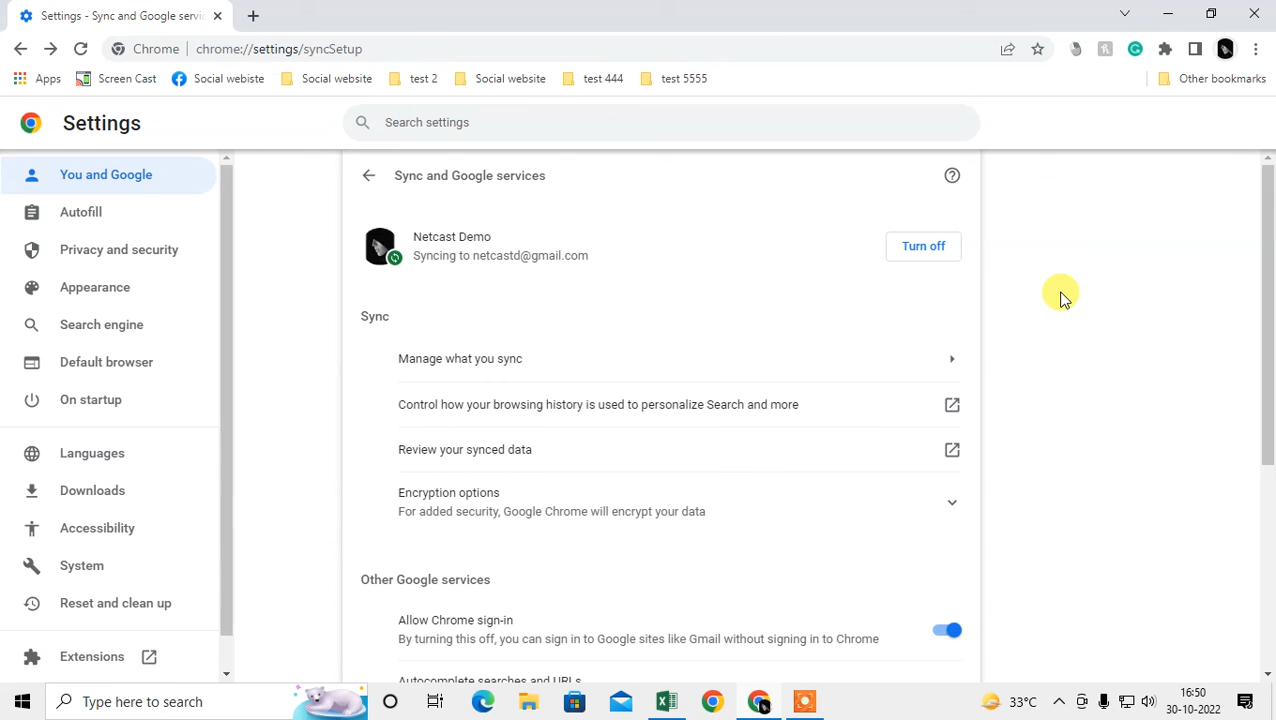 Settings - Sync and Google servic
Chrome chrome://settings/syncSetup
Apps Screen Cast Social webiste Social website test 2 Social website test 444 test 5555 Other bookmarks
Settings
Search settings
You and Google
Autofill
Privacy and security
Appearance
Search engine
Default browser
On startup
Languages
Downloads
Accessibility
System
Reset and clean up
Extensions
Sync and Google services
Netcast Demo
Syncing to netcastd@gmail.com
Turn off
Sync
Manage what you sync
Control how your browsing history is used to personalize Search and more
Review your synced data
Encryption options
For added security, Google Chrome will encrypt your data
Other Google services
Allow Chrome sign-in
By turning this off, you can sign in to Google sites like Gmail without signing in to Chrome
Autocomplete searches and URLs
Type here to search
33°C
16:50
30-10-2022